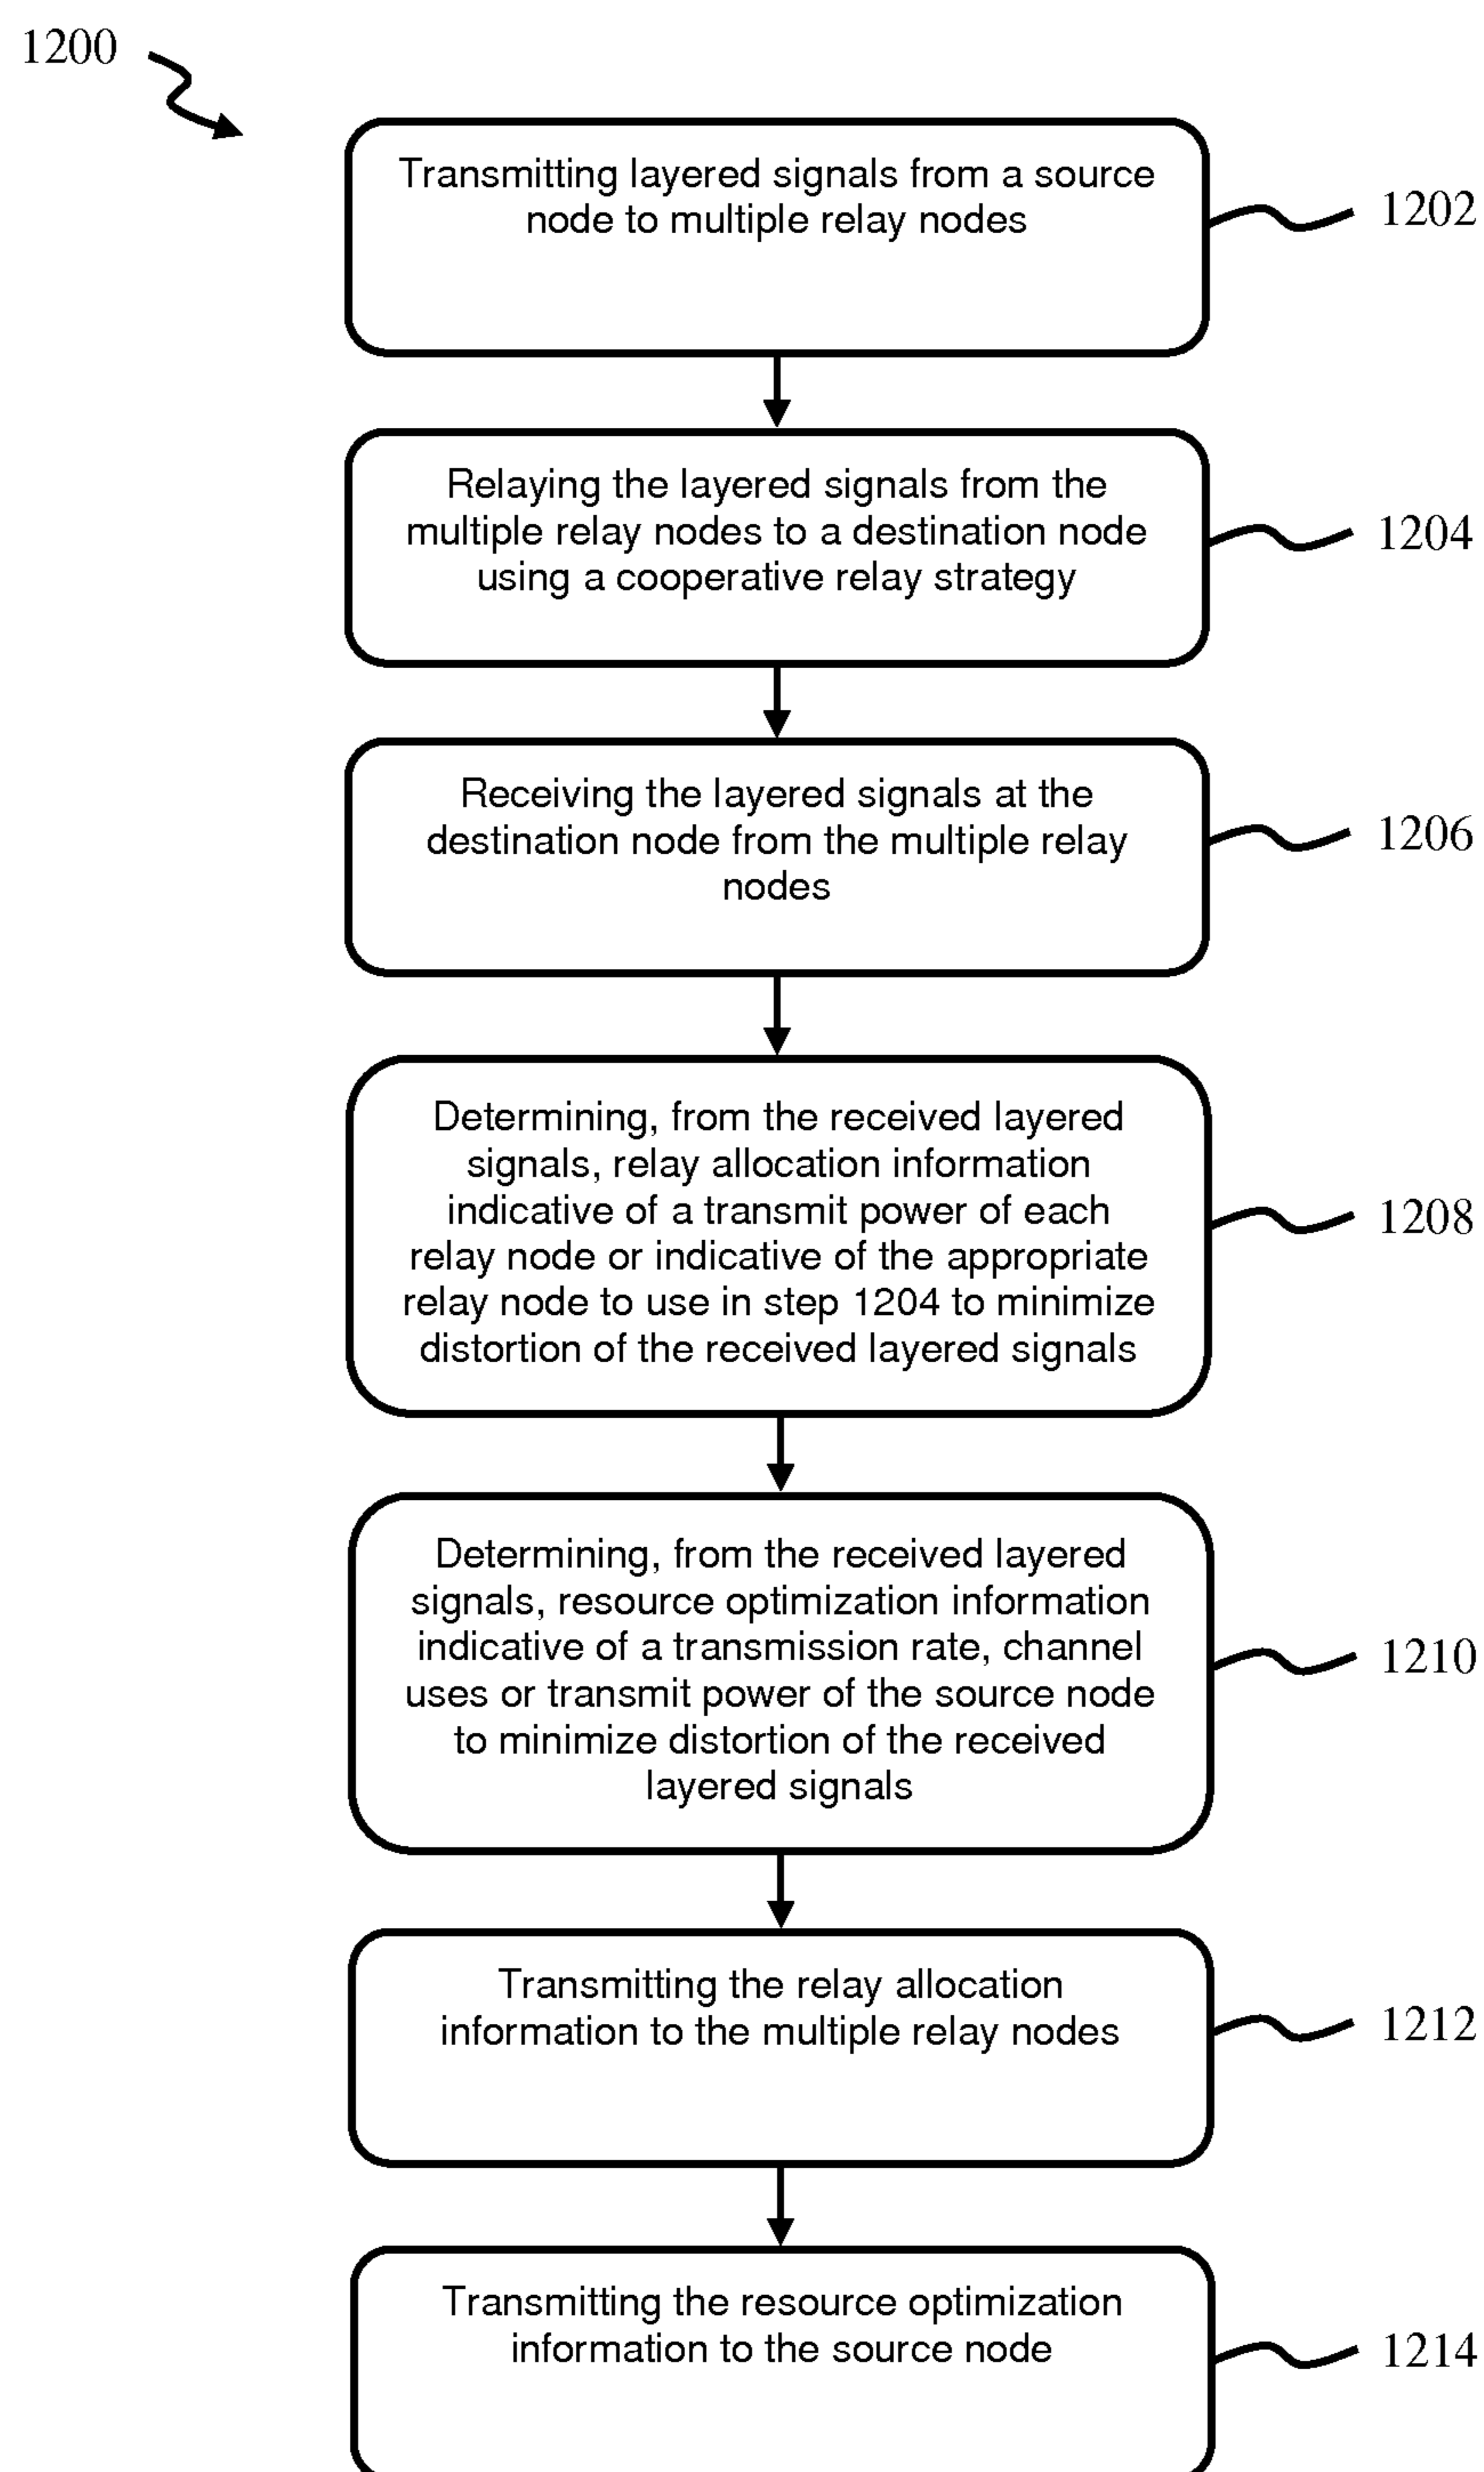 1200
Transmitting layered signals from a source
node to multiple relay nodes
1202
Relaying the layered signals from the
multiple relay nodes to a destination node
using a cooperative relay strategy
1204
Receiving the layered signals at the
destination node from the multiple relay
nodes
1206
Determining, from the received layered
signals, relay allocation information
indicative of a transmit power of each
relay node or indicative of the appropriate
relay node to use in step 1204 to minimize
distortion of the received layered signals
1208
Determining, from the received layered
signals, resource optimization information
indicative of a transmission rate, channel
uses or transmit power of the source node
to minimize distortion of the received
layered signals
1210
Transmitting the relay allocation
information to the multiple relay nodes
1212
Transmitting the resource optimization
information to the source node
1214